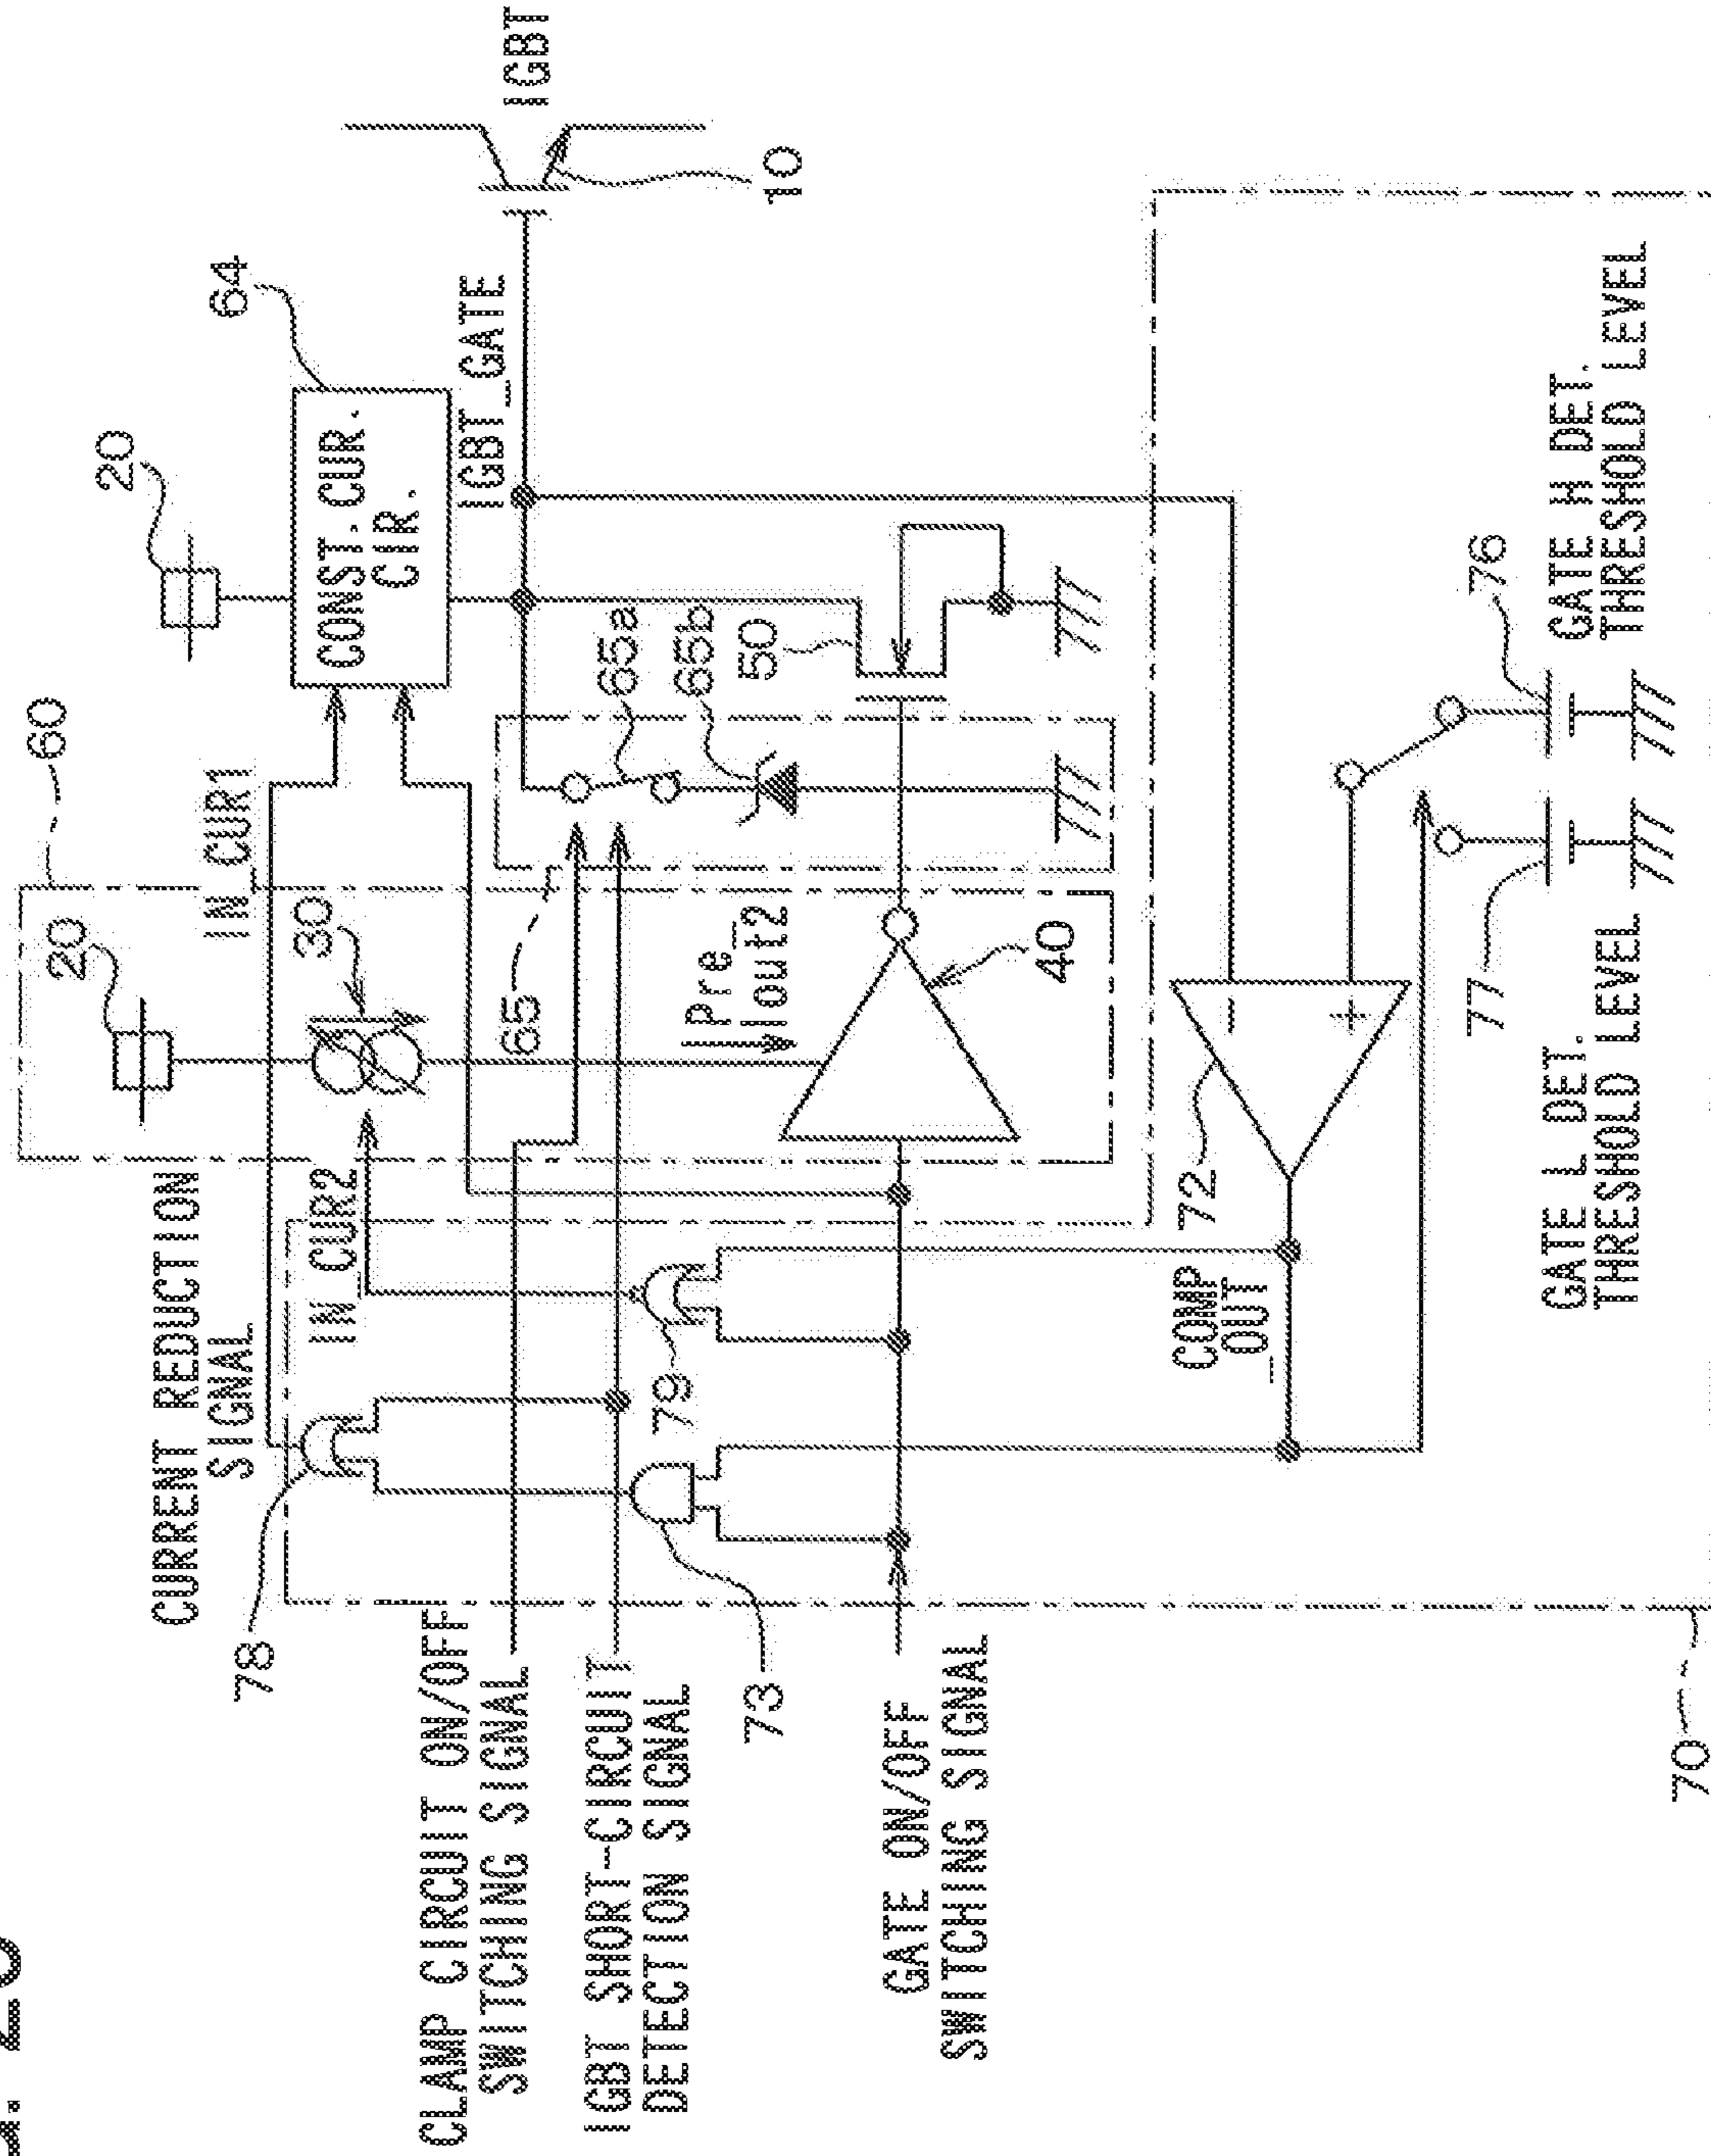 20
60
20
64
CONST. CUR.
CIR.
IN_CUR1
30
IGBT_GATE
IGBT
10
CURRENT REDUCTION
SIGNAL
78
IN_CUR2
65
65a
65b
50
CLAMP CIRCUIT ON/OFF
SWITCHING SIGNAL
IGBT SHORT-CIRCUIT
DETECTION SIGNAL
79
73
Pre_
Iout2
40
GATE ON/OFF
SWITCHING SIGNAL
COMP
_OUT
72
-
+
76
77
GATE H DET.
THRESHOLD LEVEL
GATE L DET.
THRESHOLD LEVEL
70